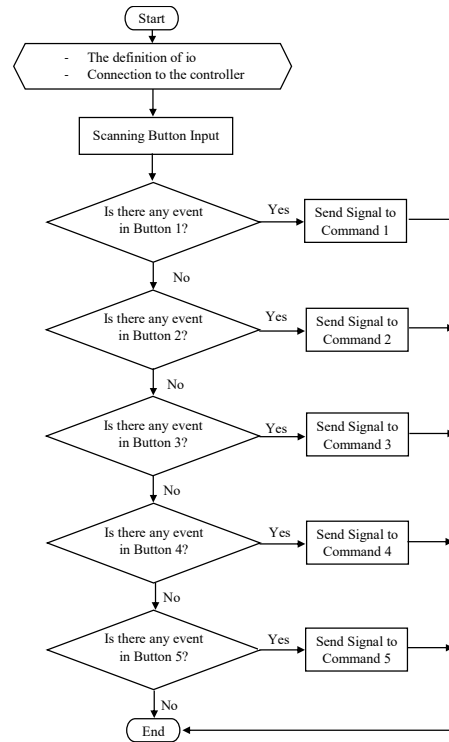 Start
- The definition of io
- Connection to the controller
Scanning Button Input
Is there any event
in Button 1?
Yes
Send Signal to
Command 1
No
Is there any event
in Button 2?
Yes
Send Signal to
Command 2
No
Is there any event
in Button 3?
Yes
Send Signal to
Command 3
No
Is there any event
in Button 4?
Yes
Send Signal to
Command 4
No
Is there any event
in Button 5?
Yes
Send Signal to
Command 5
No
End